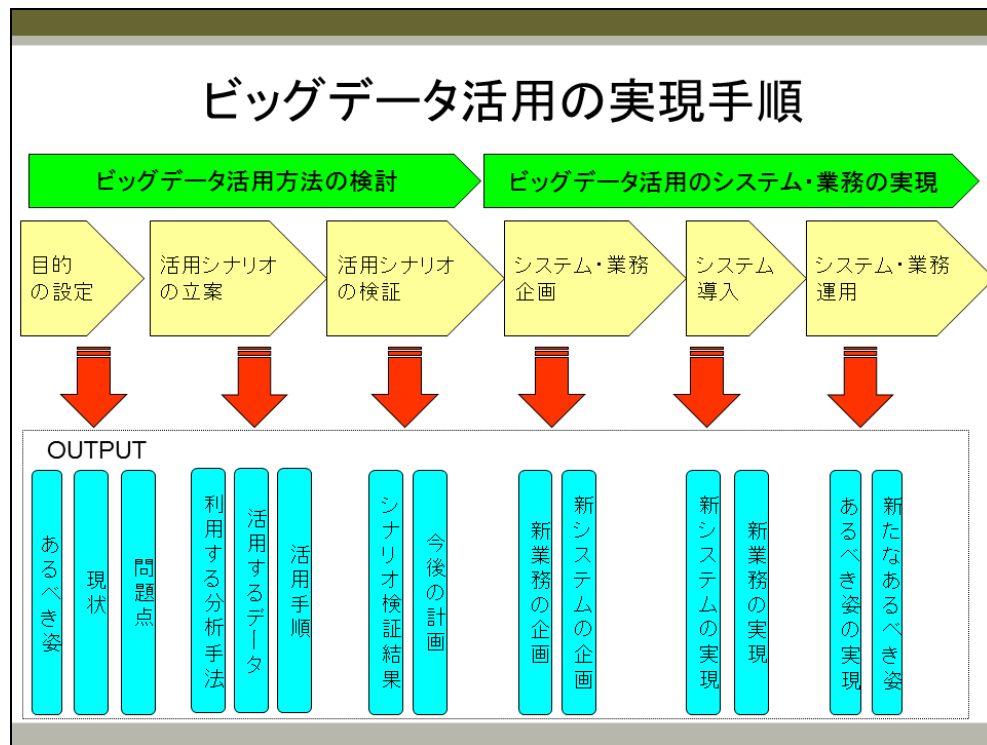 ビッグデータ活用の実現手順
ビッグデータ活用方法の検討
ビッグデータ活用のシステム・業務の実現
目的
の設定
活用シナリオ
の立案
活用シナリオ
の検証
システム・業務
企画
システム
導入
システム・業務
運用
OUTPUT
あるべき姿
現状
問題点
利用する分析手法
活用するデータ
活用手順
シナリオ検証結果
今後の計画
新業務の企画
新システムの企画
新システムの実現
新業務の実現
あるべき姿の実現
新たなあるべき姿